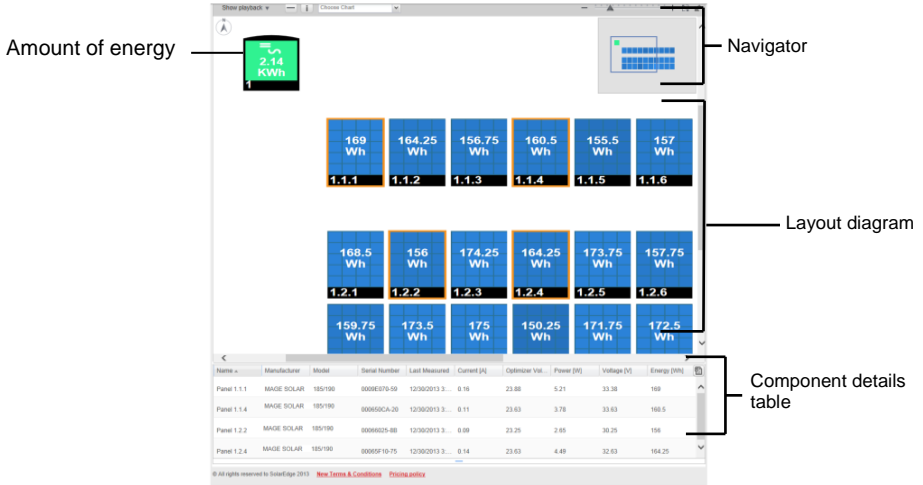 Show playback
i
Choose Chart
Amount of energy
2.14
KWh
1
Navigator
169
Wh
164.25
Wh
156.75
Wh
160.5
Wh
155.5
Wh
157
Wh
1.1.1
1.1.2
1.1.3
1.1.4
1.1.5
1.1.6
Layout diagram
168.5
Wh
156
Wh
174.25
Wh
164.25
Wh
173.75
Wh
157.75
Wh
1.2.1
1.2.2
1.2.3
1.2.4
1.2.5
1.2.6
159.75
Wh
173.5
Wh
175
Wh
150.25
Wh
171.75
Wh
172.5
Wh
Name Manufacturer Model Serial Number Last Measured Current [A] Optimizer Vol... Power [W] Voltage [V] Energy [Wh]
Panel 1.1.1 MAGE SOLAR 185/190 0009E070-59 12/30/2013 3:... 0.16 23.88 5.21 33.38 169
Panel 1.1.4 MAGE SOLAR 185/190 000650CA-20 12/30/2013 3:... 0.11 23.63 3.78 33.63 160.5
Panel 1.2.2 MAGE SOLAR 185/190 00066025-8B 12/30/2013 3:... 0.09 23.25 2.65 30.25 156
Panel 1.2.4 MAGE SOLAR 185/190 00065F10-75 12/30/2013 3:... 0.14 23.63 4.49 32.63 164.25
Component details
table
© All rights reserved to SolarEdge 2013 New Terms & Conditions Pricing policy